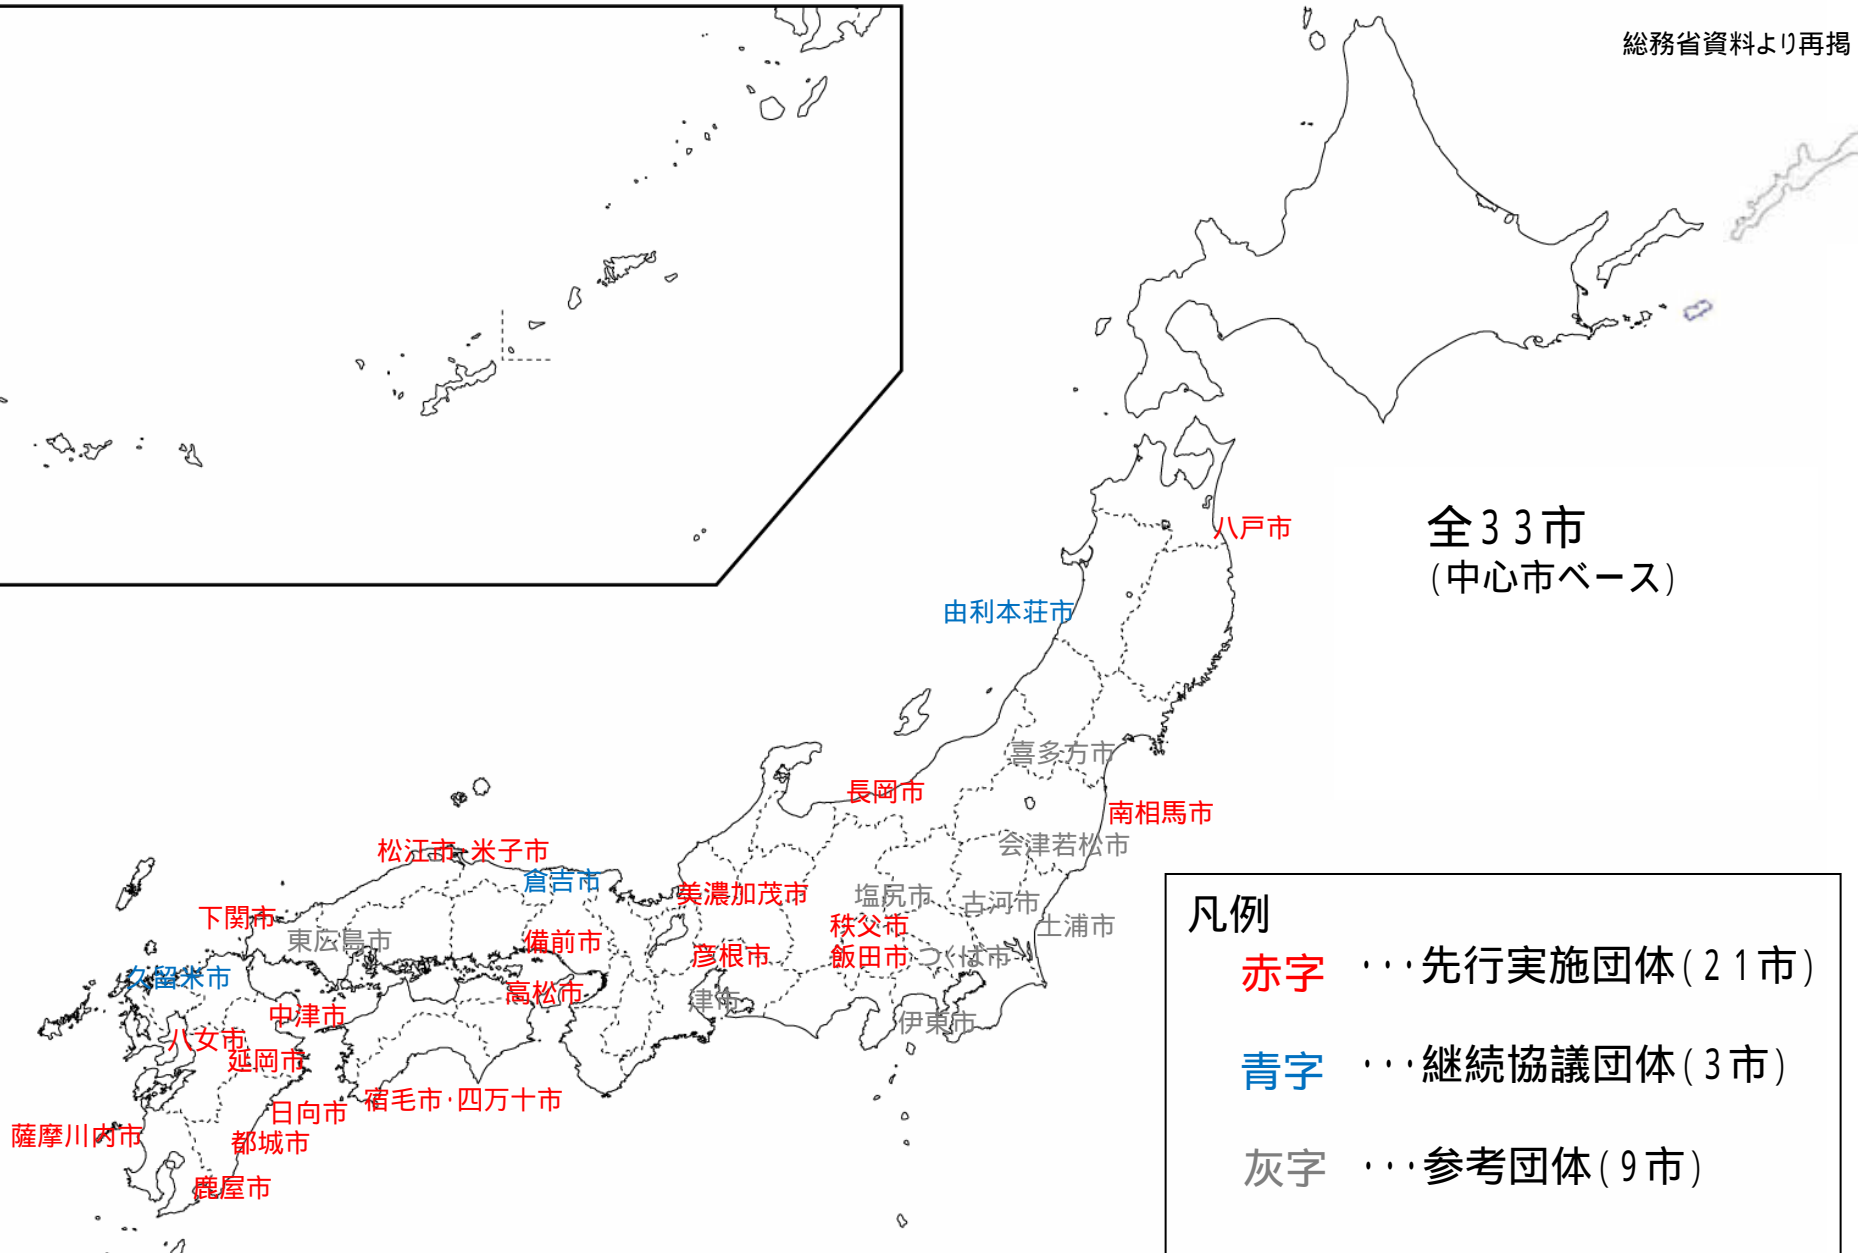 総務省資料より再掲
全33市
(中心市ベース)
八戸市
由利本荘市
喜多方市
長岡市
南相馬市
会津若松市
松江市・米子市
倉吉市
美濃加茂市
塩尻市
古河市
土浦市
下関市
東広島市
備前市
彦根市
秩父市
飯田市
つくば市
久留米市
高松市
津市
中津市
伊東市
八女市
延岡市
日向市
宿毛市・四万十市
薩摩川内市
都城市
鹿屋市
凡例
赤字 ・・・先行実施団体(21市)
青字 ・・・継続協議団体(3市)
灰字 ・・・参考団体(9市)